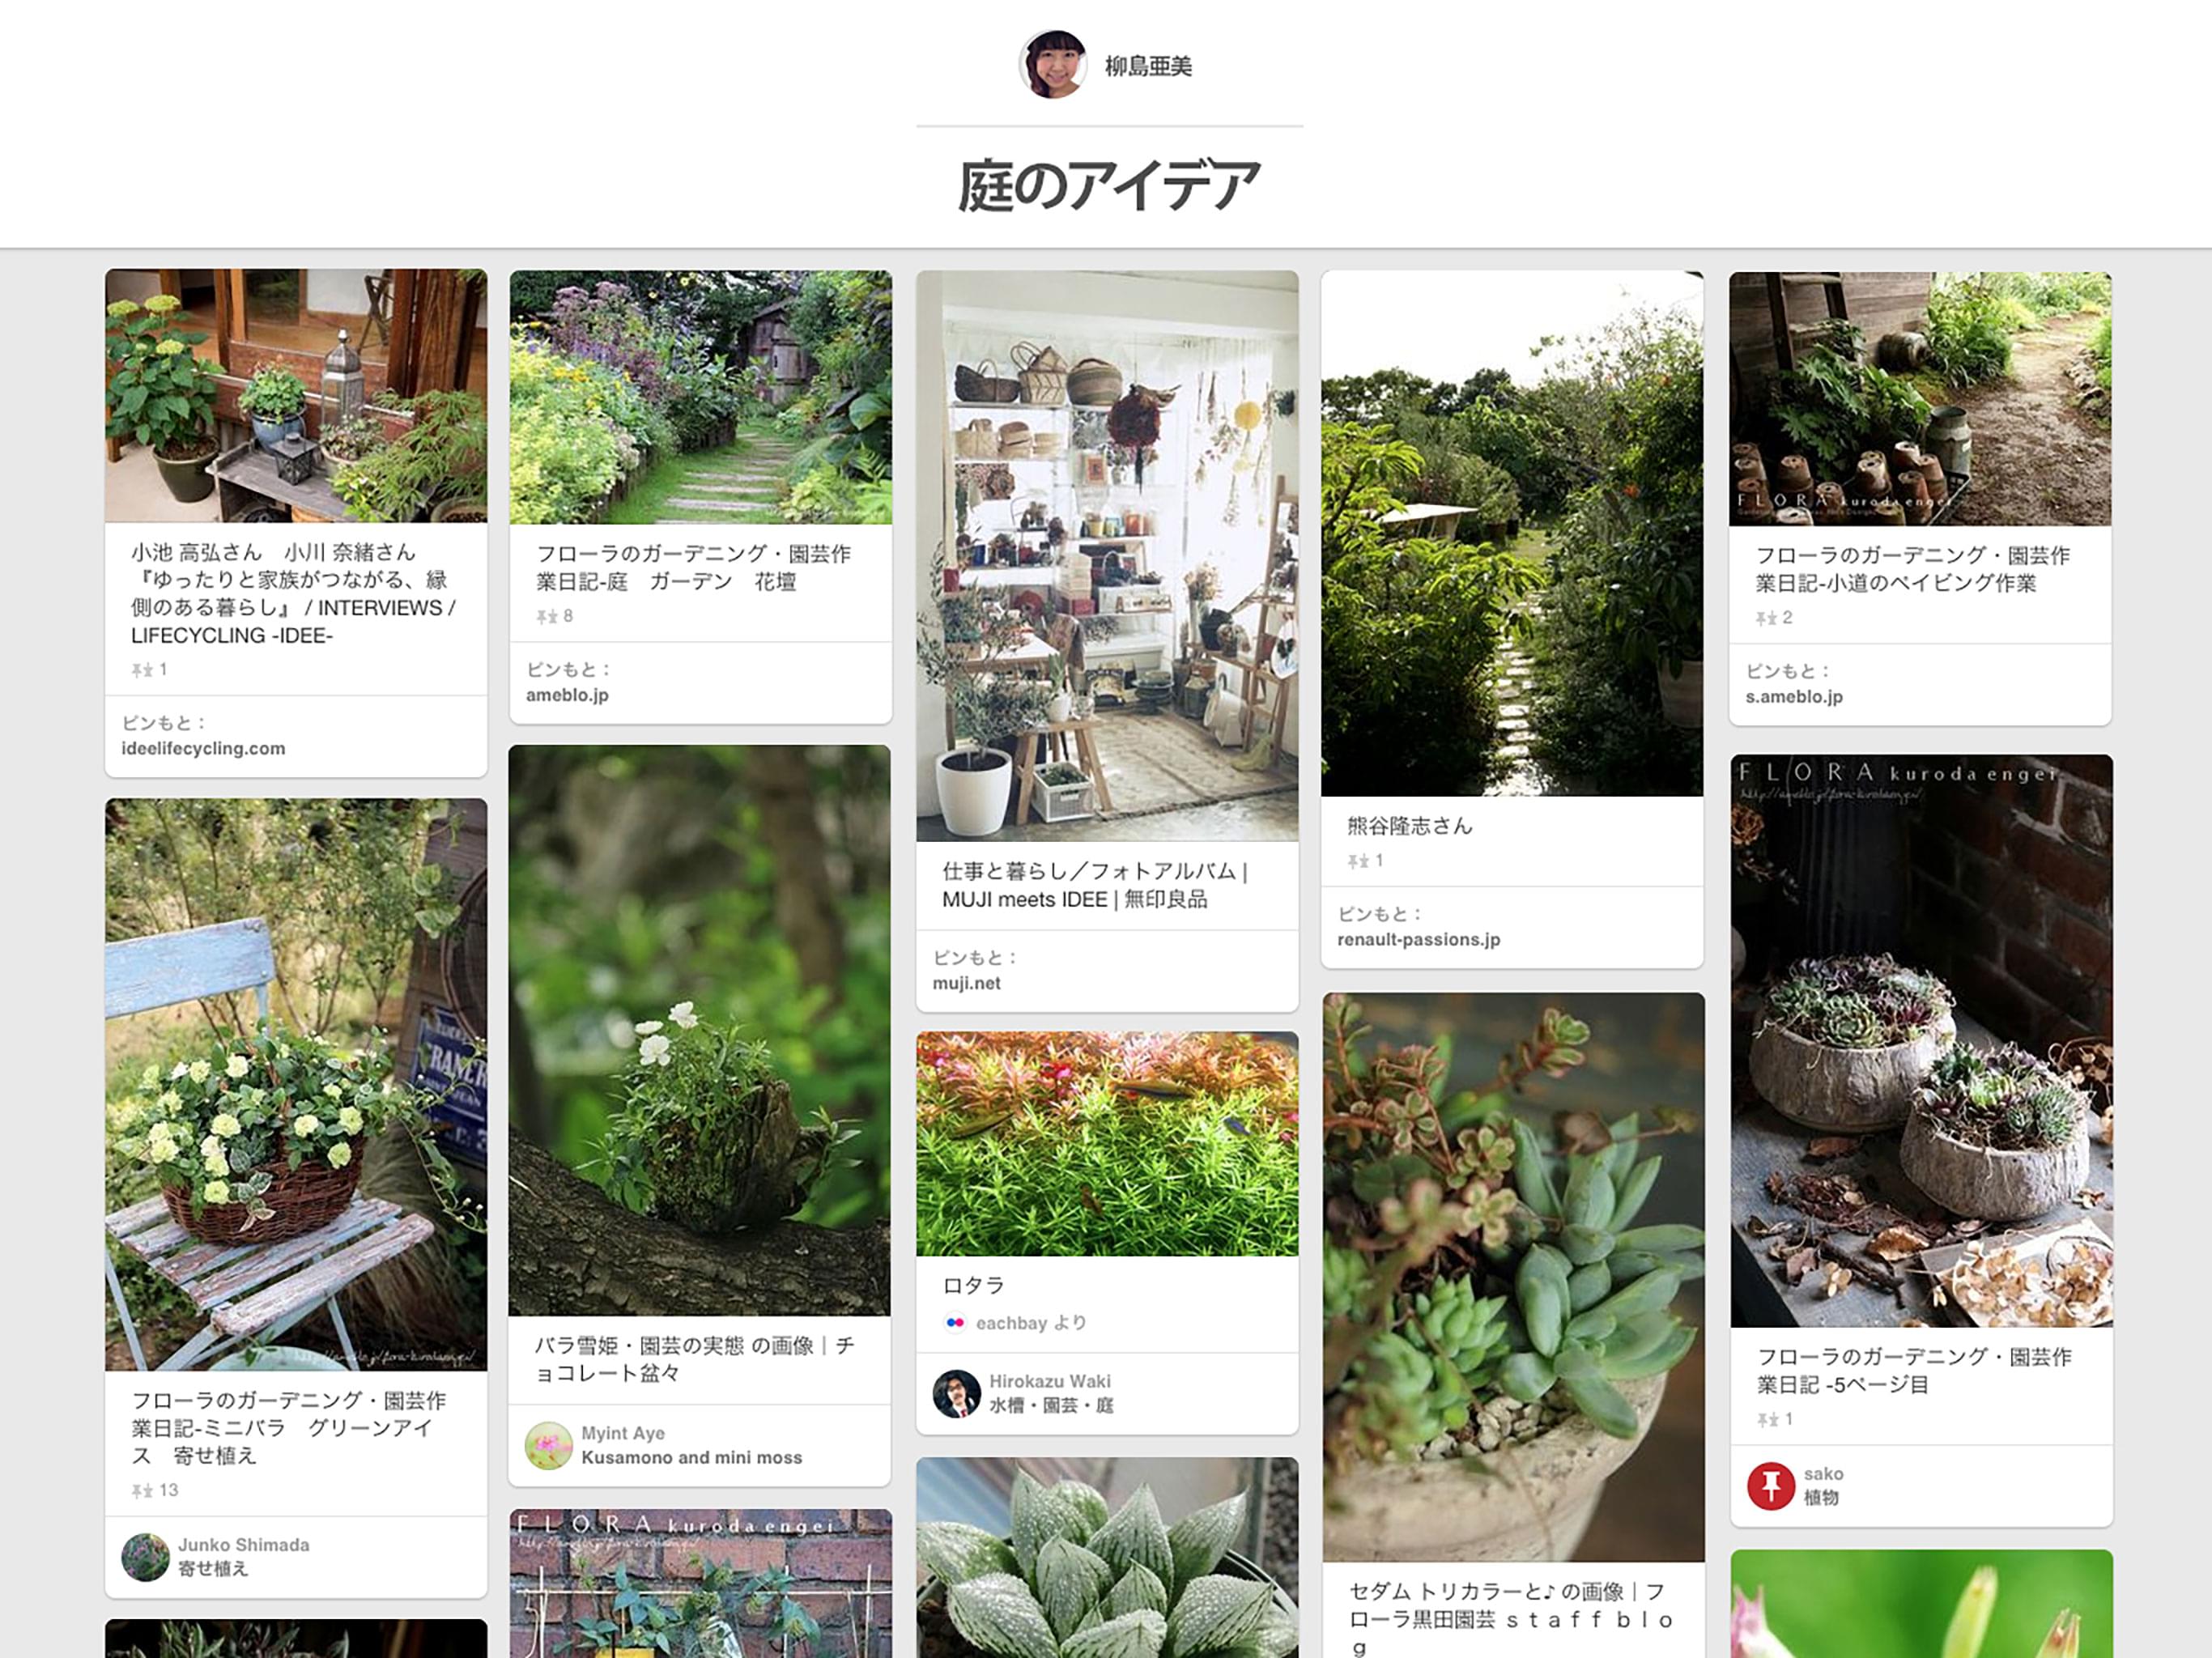 柳島亜美
庭のアイデア
小池 高弘さん　小川 奈緒さん
『ゆったりと家族がつながる、縁
側のある暮らし』 / INTERVIEWS /
LIFECYCLING -IDEE-
1
ピンもと：
ideelifecycling.com
フローラのガーデニング・園芸作
業日記-ミニバラ　グリーンアイ
ス　寄せ植え
13
Junko Shimada
寄せ植え
フローラのガーデニング・園芸作
業日記-庭　ガーデン　花壇
8
ピンもと：
ameblo.jp
バラ雪姫・園芸の実態 の画像｜チ
ョコレート盆々
Myint Aye
Kusamono and mini moss
FLORA kuroda engei
仕事と暮らし／フォトアルバム |
MUJI meets IDEE | 無印良品
ピンもと：
muji.net
ロタラ
eachbay より
Hirokazu Waki
水槽・園芸・庭
熊谷隆志さん
1
ピンもと：
renault-passions.jp
セダム トリカラーと♪ の画像｜フ
ローラ黒田園芸 ｓｔａｆｆ ｂｌｏ
ｇ
FLORA kuroda engei
フローラのガーデニング・園芸作
業日記-小道のペイビング作業
2
ピンもと：
s.ameblo.jp
FLORA kuroda engei
フローラのガーデニング・園芸作
業日記 -5ページ目
1
sako
植物